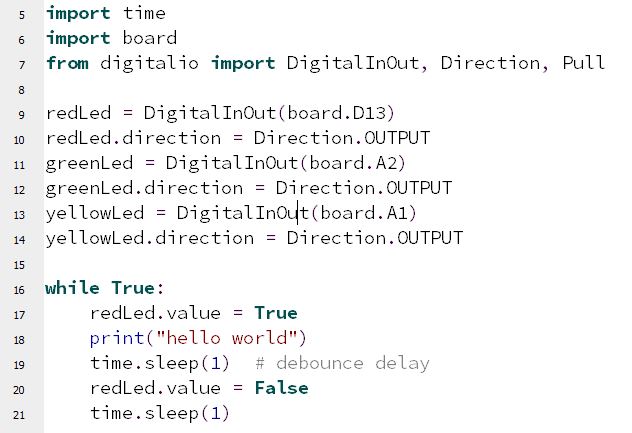 5 import time
6 import board
7 from digitalio import DigitalInOut, Direction, Pull
8
9 redLed = DigitalInOut(board.D13)
10 redLed.direction = Direction.OUTPUT
11 greenLed = DigitalInOut(board.A2)
12 greenLed.direction = Direction.OUTPUT
13 yellowLed = DigitalInOut(board.A1)
14 yellowLed.direction = Direction.OUTPUT
15
16 while True:
17     redLed.value = True
18     print("hello world")
19     time.sleep(1)  # debounce delay
20     redLed.value = False
21     time.sleep(1)